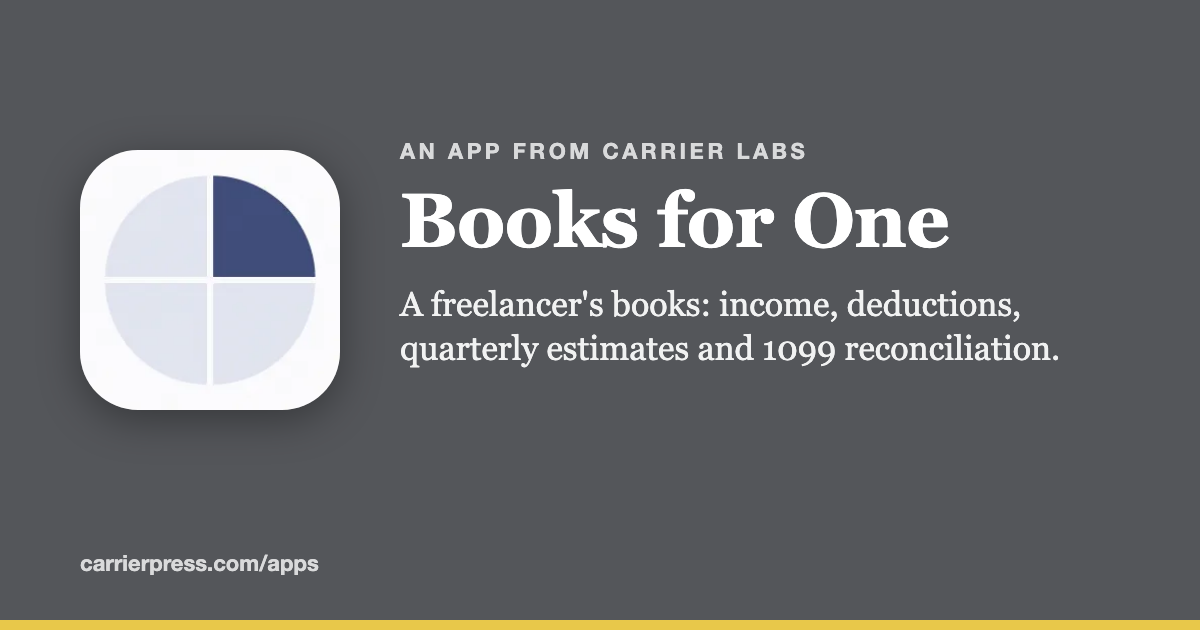 AN APP FROM CARRIER LABS
Books for One
A freelancer's books: income, deductions,
quarterly estimates and 1099 reconciliation.
carrierpress.com/apps